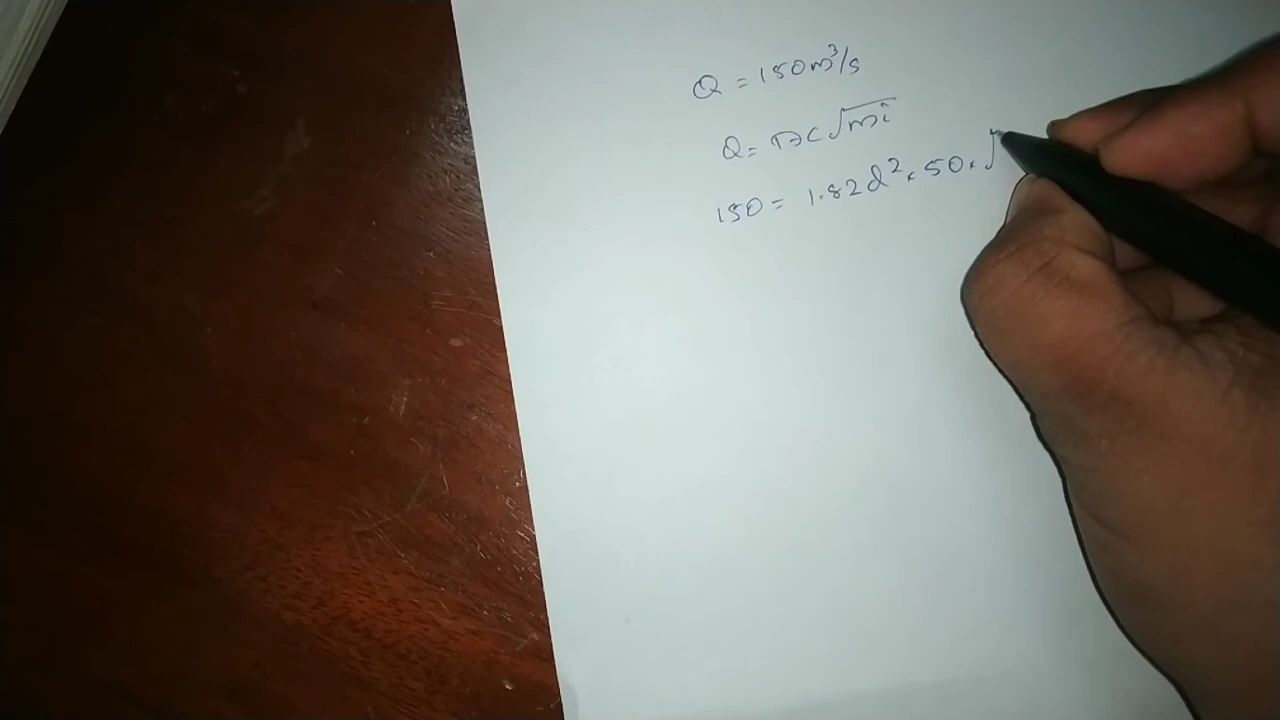 Q = 150m³/s
Q = AC√mi
150 = 1.82d² × 50 × √